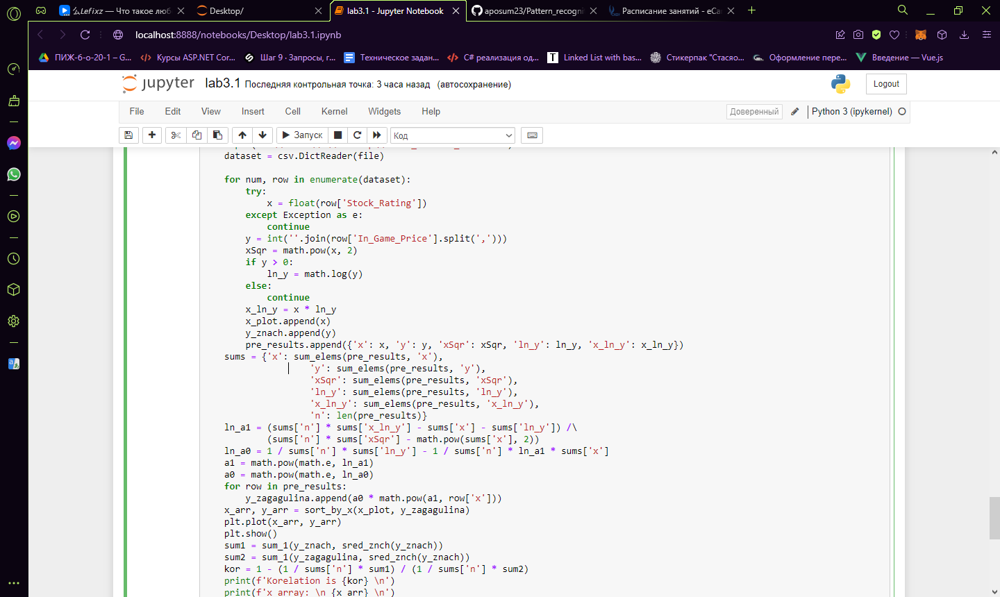 ムLefixz — Что такое люб
Desktop/
lab3.1 - Jupyter Notebook
aposum23/Pattern_recogni
Расписание занятий - eCa
localhost:8888/notebooks/Desktop/lab3.1.ipynb
ПИЖ-6-о-20-1 – G...
Курсы ASP.NET Cor...
Шаг 9 · Запросы, г...
Техническое задан...
C# реализация од...
Linked List with bas...
Стикерпак "Стасяо...
Оформление пере...
Введение — Vue.js
jupyter lab3.1 Последняя контрольная точка: 3 часа назад (автосохранение)
Logout
File Edit View Insert Cell Kernel Widgets Help
Доверенный
Python 3 (ipykernel)
Запуск
Код
dataset = csv.DictReader(file)
for num, row in enumerate(dataset):
try:
x = float(row['Stock_Rating'])
except Exception as e:
continue
y = int(''.join(row['In_Game_Price'].split(',')))
xSqr = math.pow(x, 2)
if y > 0:
ln_y = math.log(y)
else:
continue
x_ln_y = x * ln_y
x_plot.append(x)
y_znach.append(y)
pre_results.append({'x': x, 'y': y, 'xSqr': xSqr, 'ln_y': ln_y, 'x_ln_y': x_ln_y})
sums = {'x': sum_elems(pre_results, 'x'),
'y': sum_elems(pre_results, 'y'),
'xSqr': sum_elems(pre_results, 'xSqr'),
'ln_y': sum_elems(pre_results, 'ln_y'),
'x_ln_y': sum_elems(pre_results, 'x_ln_y'),
'n': len(pre_results)}
ln_a1 = (sums['n'] * sums['x_ln_y'] - sums['x'] - sums['ln_y']) /\
(sums['n'] * sums['xSqr'] - math.pow(sums['x'], 2))
ln_a0 = 1 / sums['n'] * sums['ln_y'] - 1 / sums['n'] * ln_a1 * sums['x']
a1 = math.pow(math.e, ln_a1)
a0 = math.pow(math.e, ln_a0)
for row in pre_results:
y_zagagulina.append(a0 * math.pow(a1, row['x']))
x_arr, y_arr = sort_by_x(x_plot, y_zagagulina)
plt.plot(x_arr, y_arr)
plt.show()
sum1 = sum_1(y_znach, sred_znch(y_znach))
sum2 = sum_1(y_zagagulina, sred_znch(y_znach))
kor = 1 - (1 / sums['n'] * sum1) / (1 / sums['n'] * sum2)
print(f'Korelation is {kor} \n')
print(f'x array: \n {x_arr} \n')